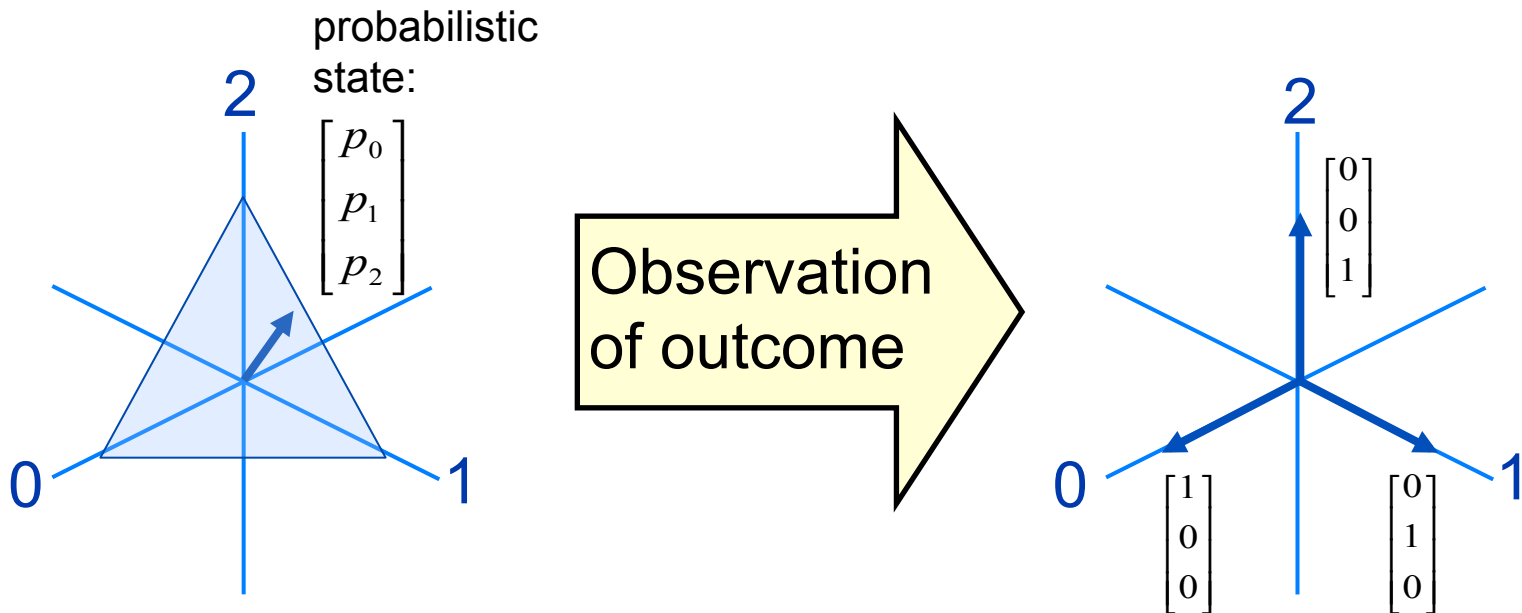 probabilistic
state:
2
[p₀
p₁
p₂]
0
1
Observation
of outcome
2
[0
0
1]
0
1
[1
0
0]
[0
1
0]